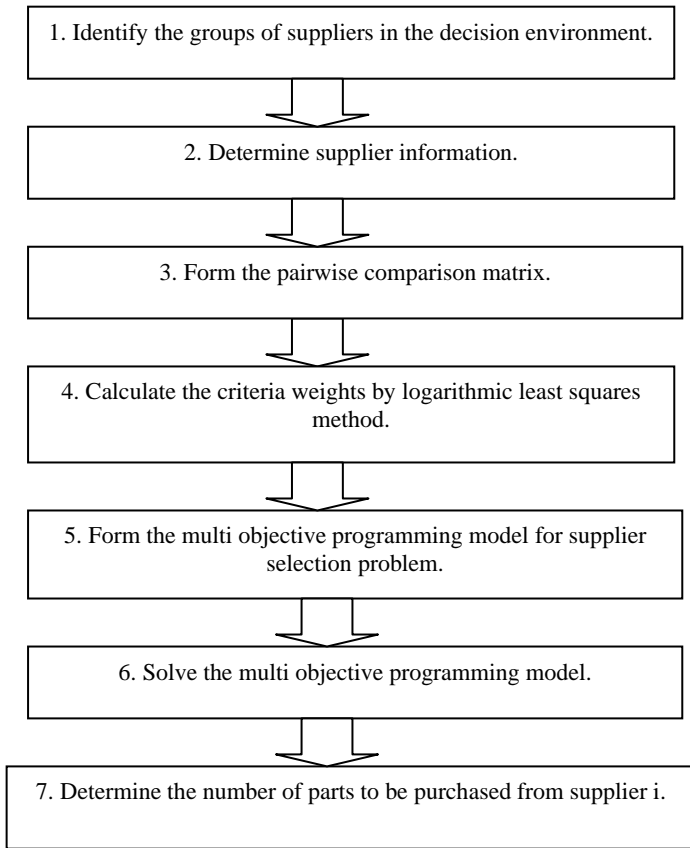 1. Identify the groups of suppliers in the decision environment.
2. Determine supplier information.
3. Form the pairwise comparison matrix.
4. Calculate the criteria weights by logarithmic least squares
method.
5. Form the multi objective programming model for supplier
selection problem.
6. Solve the multi objective programming model.
7. Determine the number of parts to be purchased from supplier i.